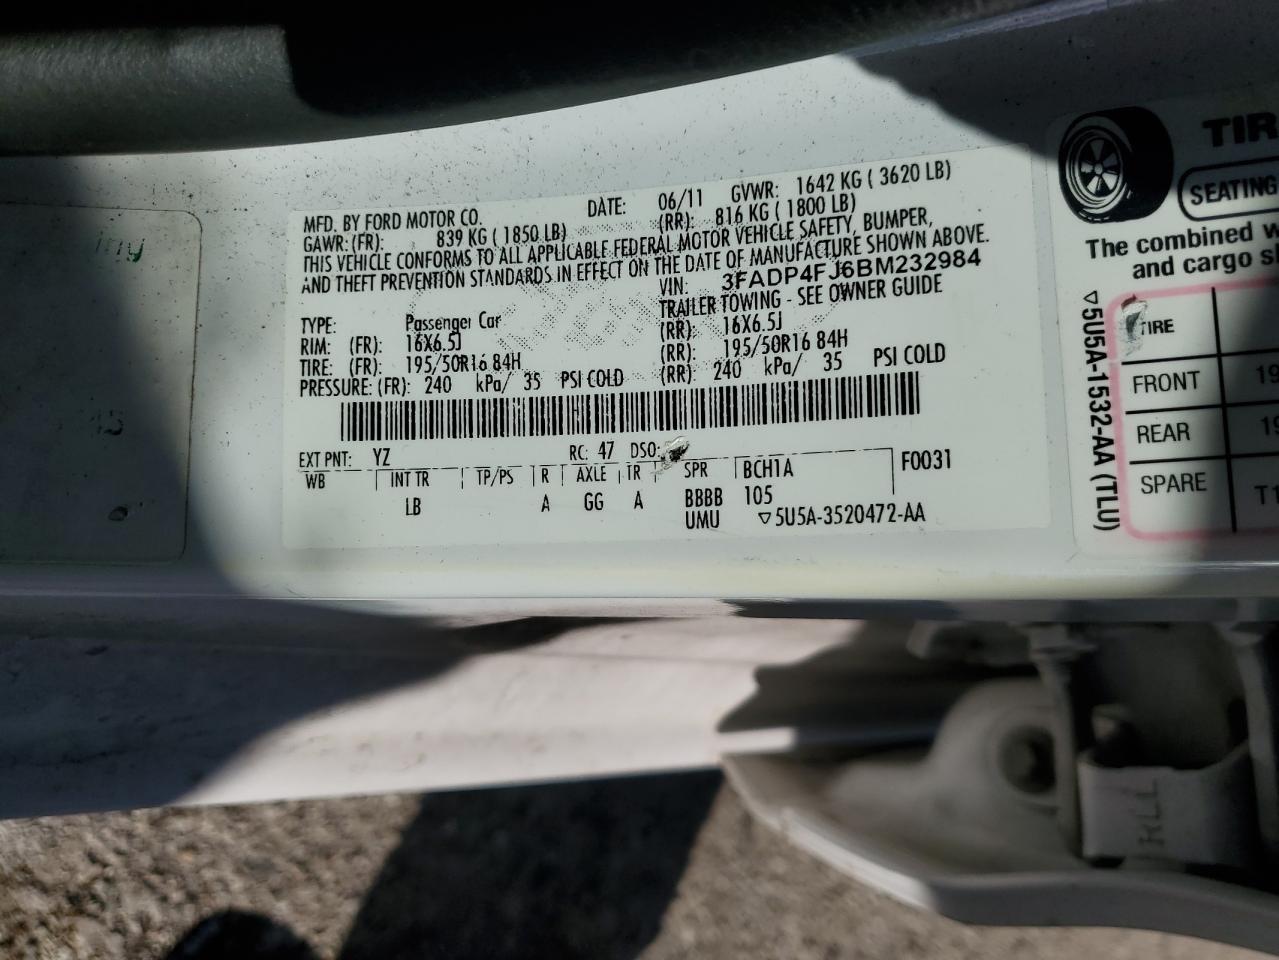 MFD. BY FORD MOTOR CO. DATE: 06/11 GVWR: 1642 KG ( 3620 LB)
GAWR: (FR): 839 KG ( 1850 LB) (RR): 816 KG ( 1800 LB)
THIS VEHICLE CONFORMS TO ALL APPLICABLE FEDERAL MOTOR VEHICLE SAFETY, BUMPER,
AND THEFT PREVENTION STANDARDS IN EFFECT ON THE DATE OF MANUFACTURE SHOWN ABOVE.
VIN: 3FADP4FJ6BM232984
TRAILER TOWING - SEE OWNER GUIDE
TYPE: Passenger Car
RIM: (FR): 16X6.5J (RR): 16X6.5J
TIRE: (FR): 195/50R16 84H (RR): 195/50R16 84H
PRESSURE: (FR): 240 kPa/ 35 PSI COLD (RR): 240 kPa/ 35 PSI COLD
EXT PNT: YZ RC: 47 DSO:
WB INT TR TP/PS R AXLE TR SPR BCH1A F0031
LB A GG A BBBB 105
UMU ▽5U5A-3520472-AA
TIR
SEATING
The combined w
and cargo s
TIRE
FRONT 19
REAR 19
SPARE T1
▽5U5A-1532-AA (TLU)
RLL